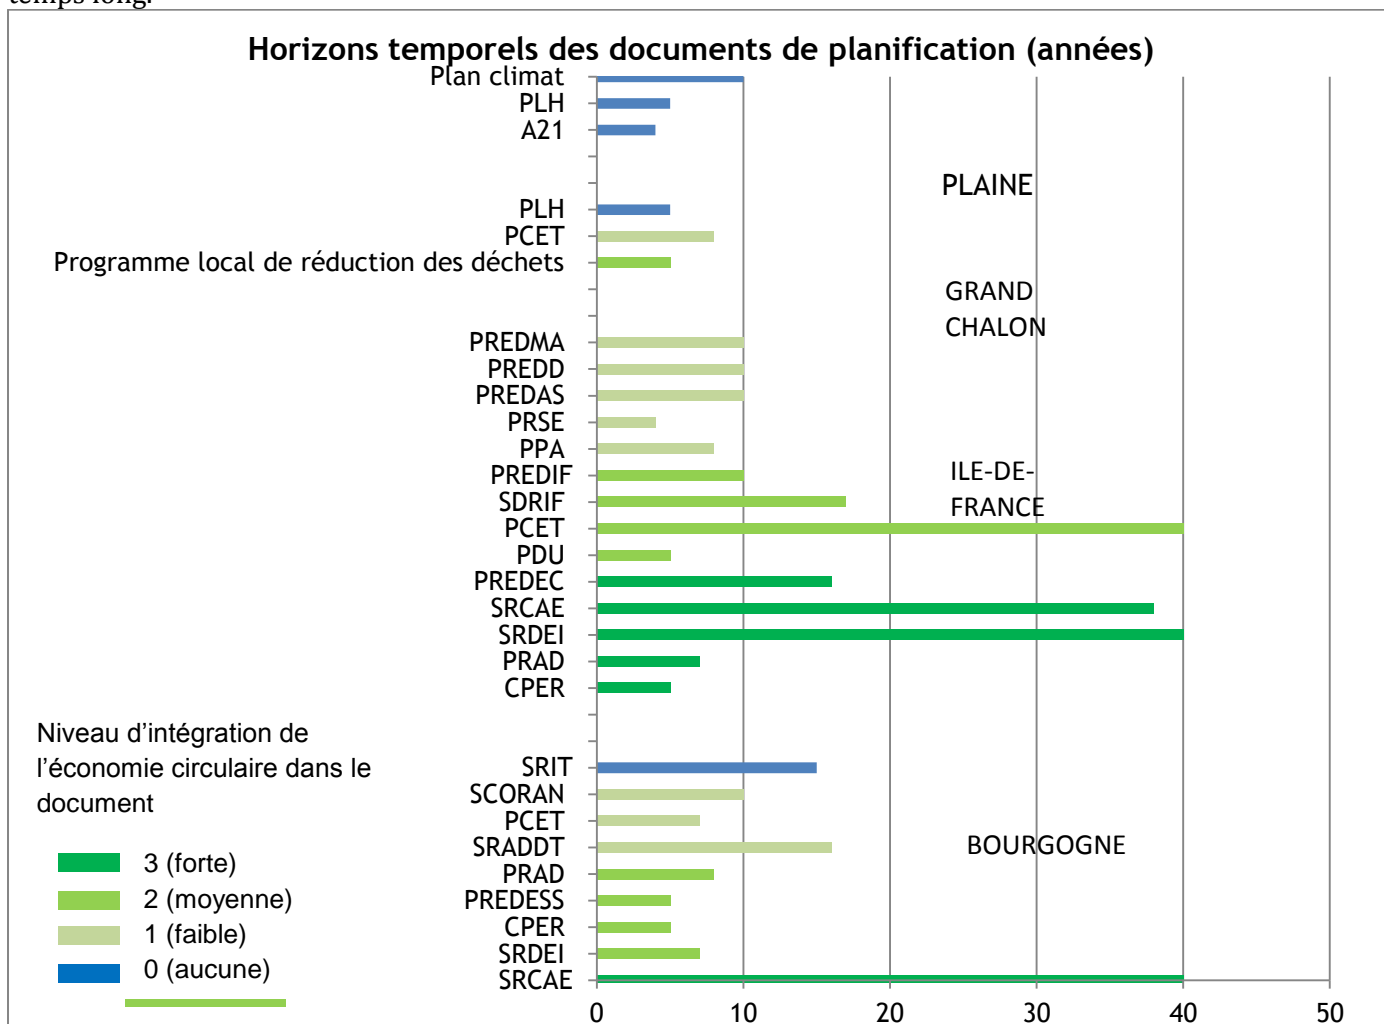 temps long.
Horizons temporels des documents de planification (années)
Plan climat
PLH
A21
PLAINE
PLH
PCET
Programme local de réduction des déchets
GRAND
CHALON
PREDMA
PREDD
PREDAS
PRSE
PPA
PREDIF
ILE-DE-
SDRIF
FRANCE
PCET
PDU
PREDEC
SRCAE
SRDEI
PRAD
CPER
Niveau d’intégration de
l’économie circulaire dans le
document
SRIT
SCORAN
PCET
SRADDT
BOURGOGNE
PRAD
PREDESS
CPER
SRDEI
SRCAE
3 (forte)
2 (moyenne)
1 (faible)
0 (aucune)
0 10 20 30 40 50